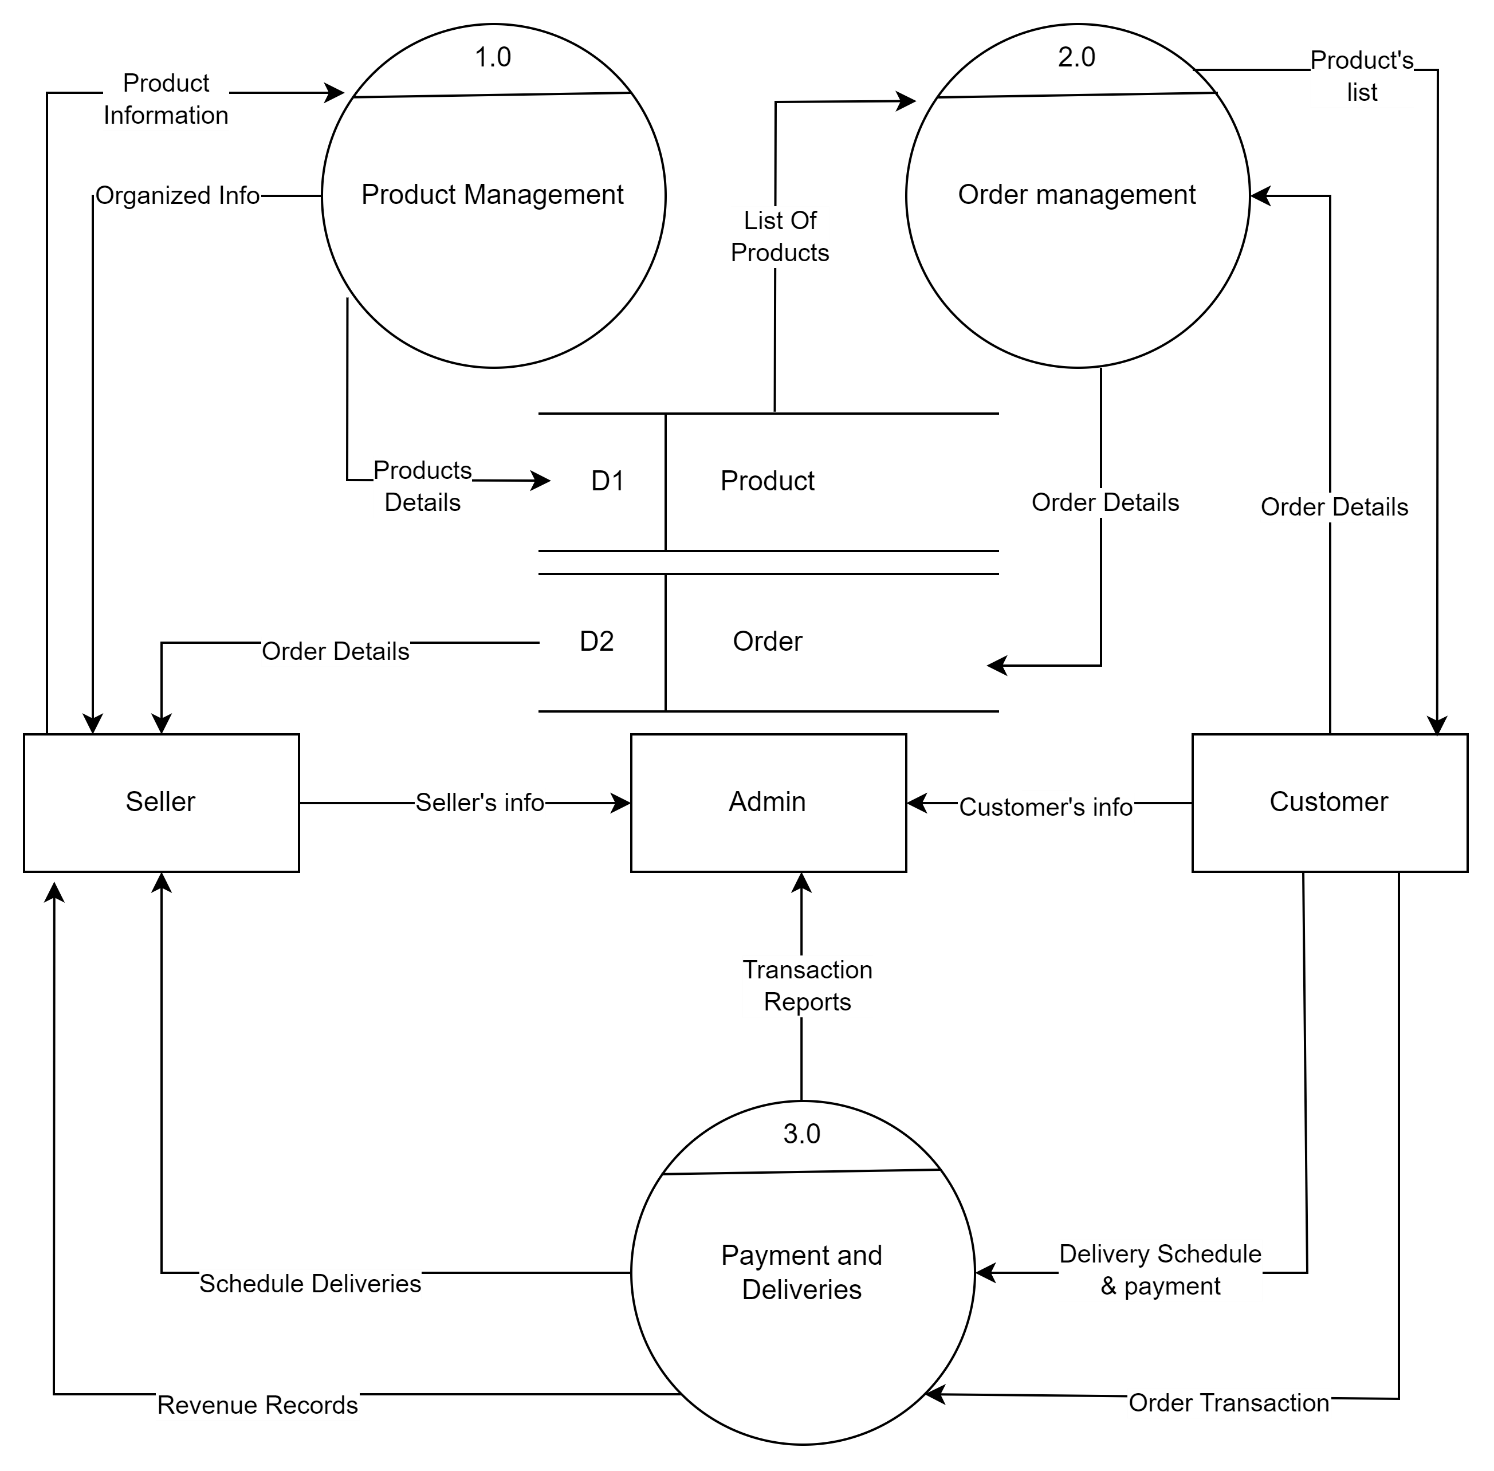 1.0
2.0
Product's
list
Product
Information
Organized Info
Product Management
Order management
List Of
Products
Products
Details
D1
Product
Order Details
Order Details
D2
Order
Order Details
Seller
Seller's info
Admin
Customer's info
Customer
Transaction
Reports
3.0
Payment and
Deliveries
Delivery Schedule
& payment
Schedule Deliveries
Revenue Records
Order Transaction